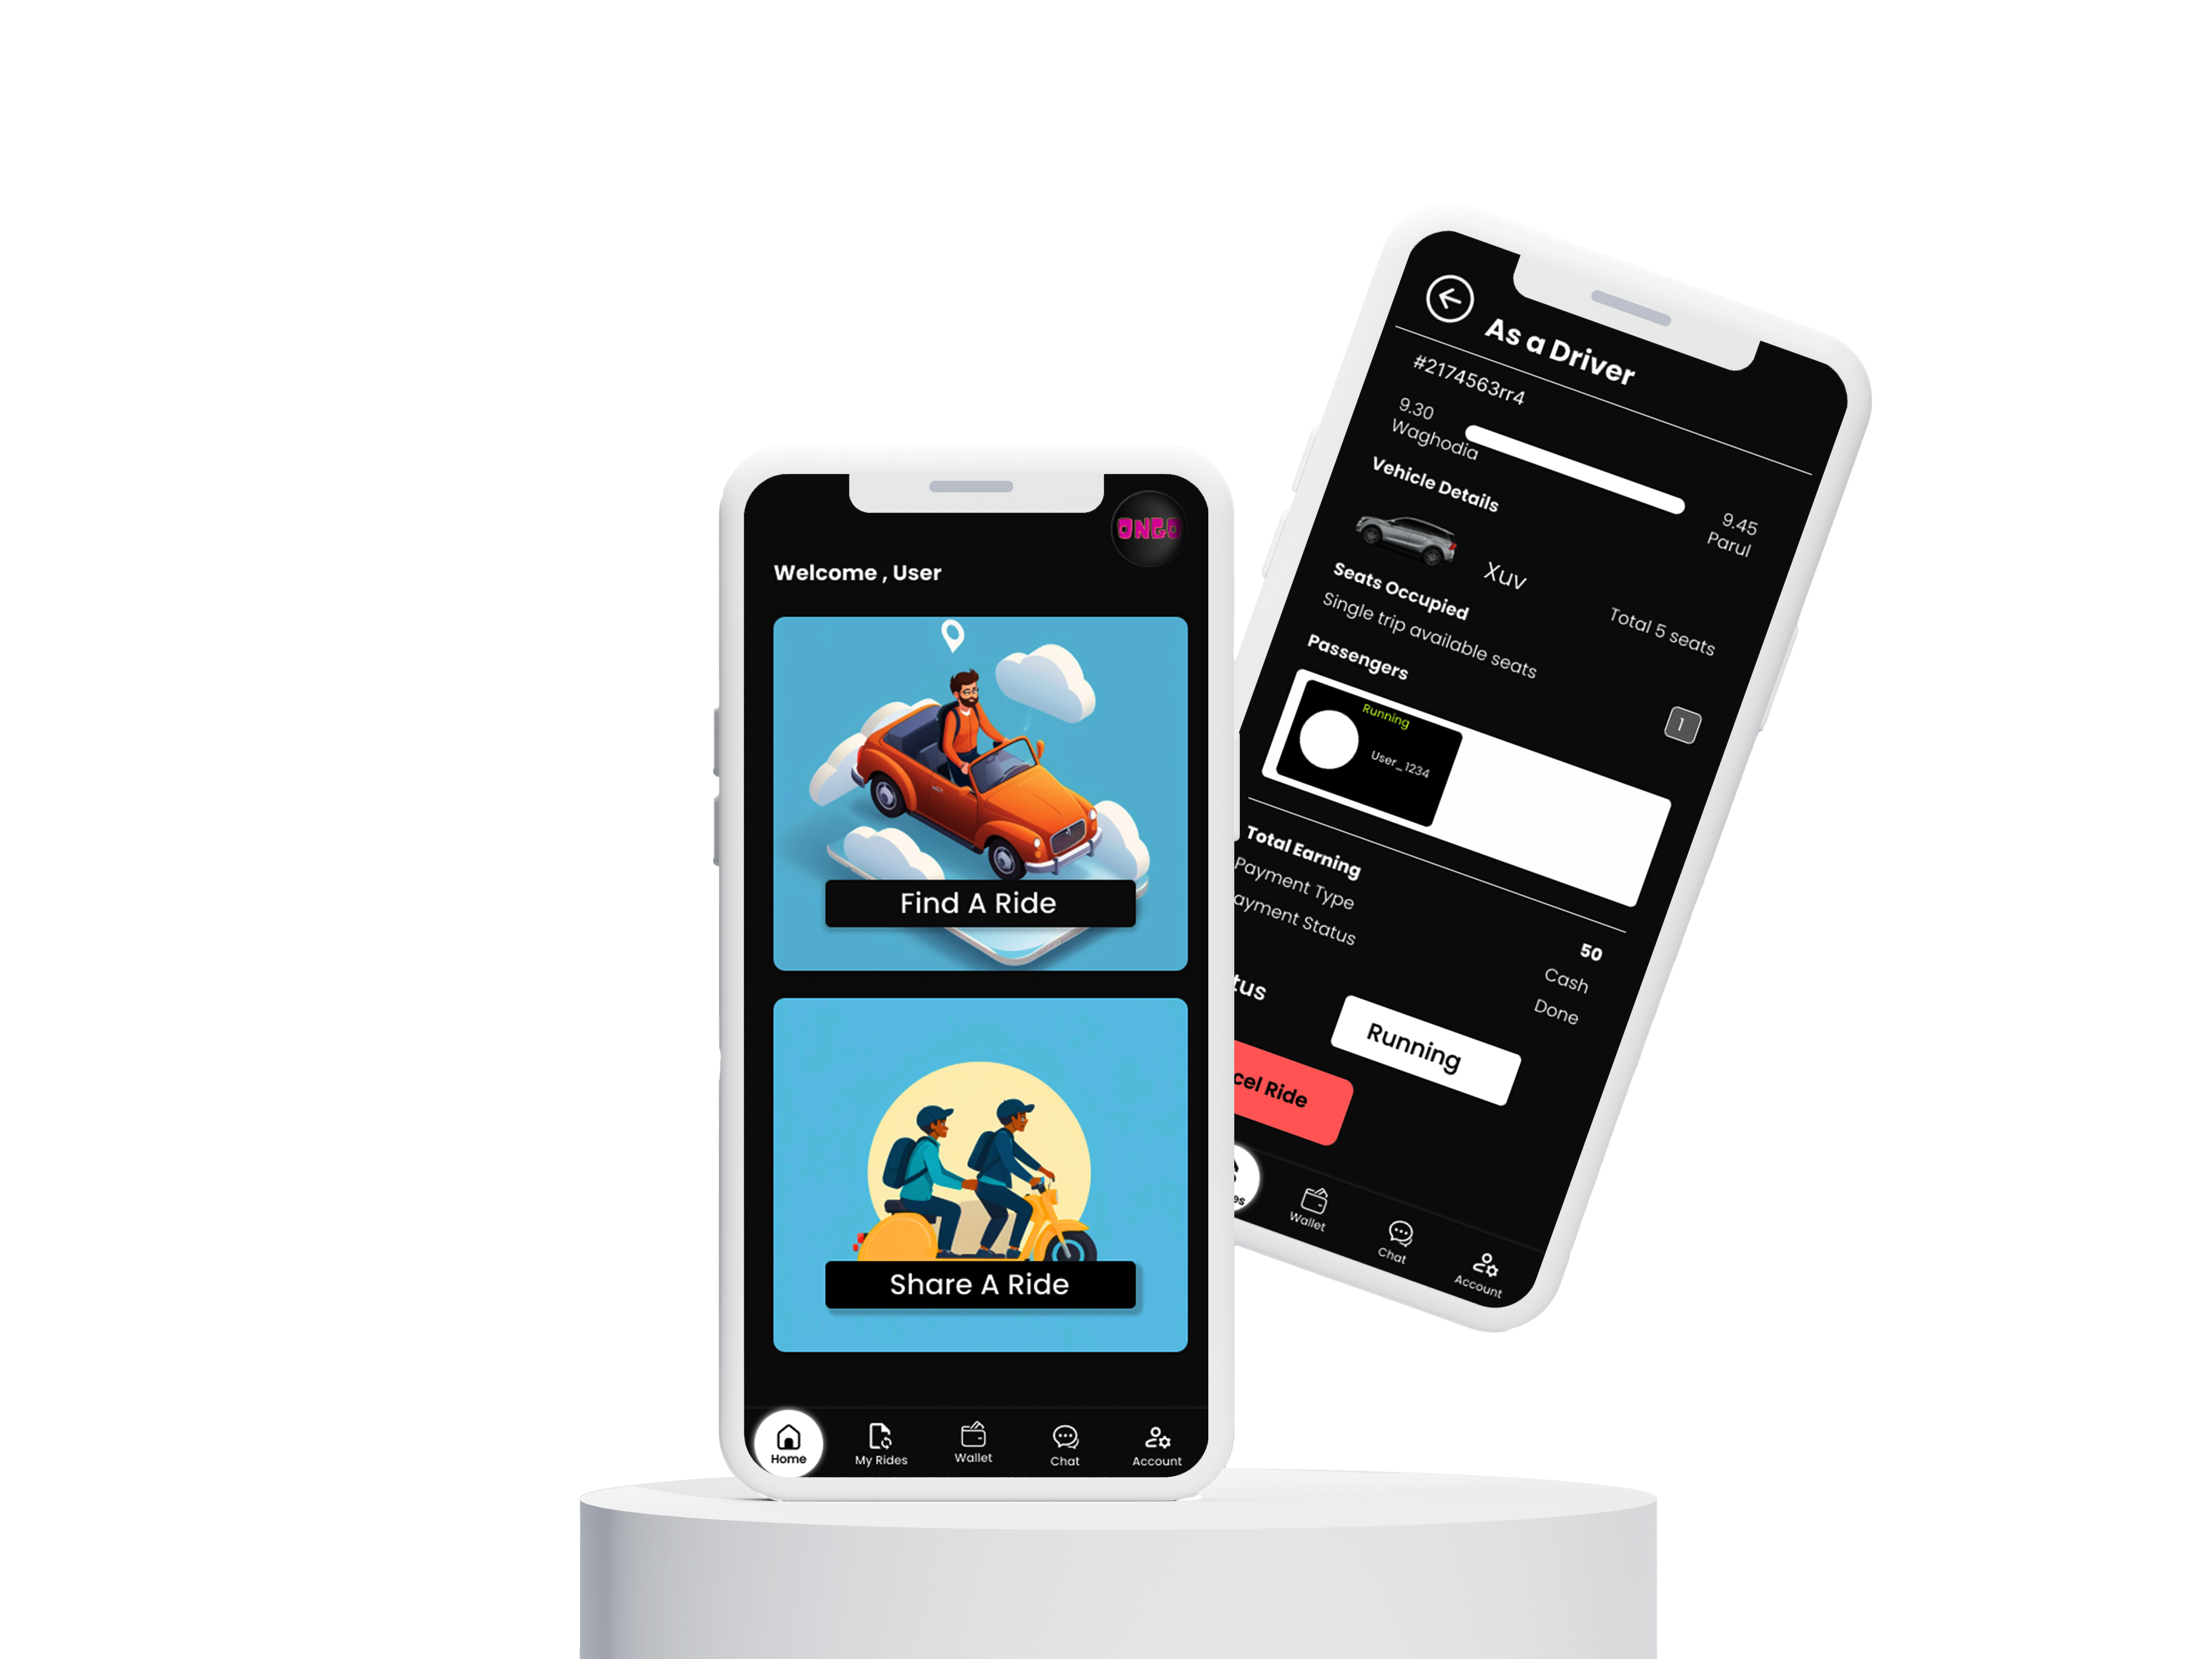 ONGO
Welcome , User
Find A Ride
Share A Ride
Home
My Rides
Wallet
Chat
Account
As a Driver
#2174563rr4
9.30
Waghodia
9.45
Parul
Vehicle Details
Xuv
Total 5 seats
Seats Occupied
Single trip available seats
1
Passengers
Running
User_1234
Total Earning
50
Payment Type
Cash
ayment Status
Done
tus
Running
cel Ride
es
Wallet
Chat
Account